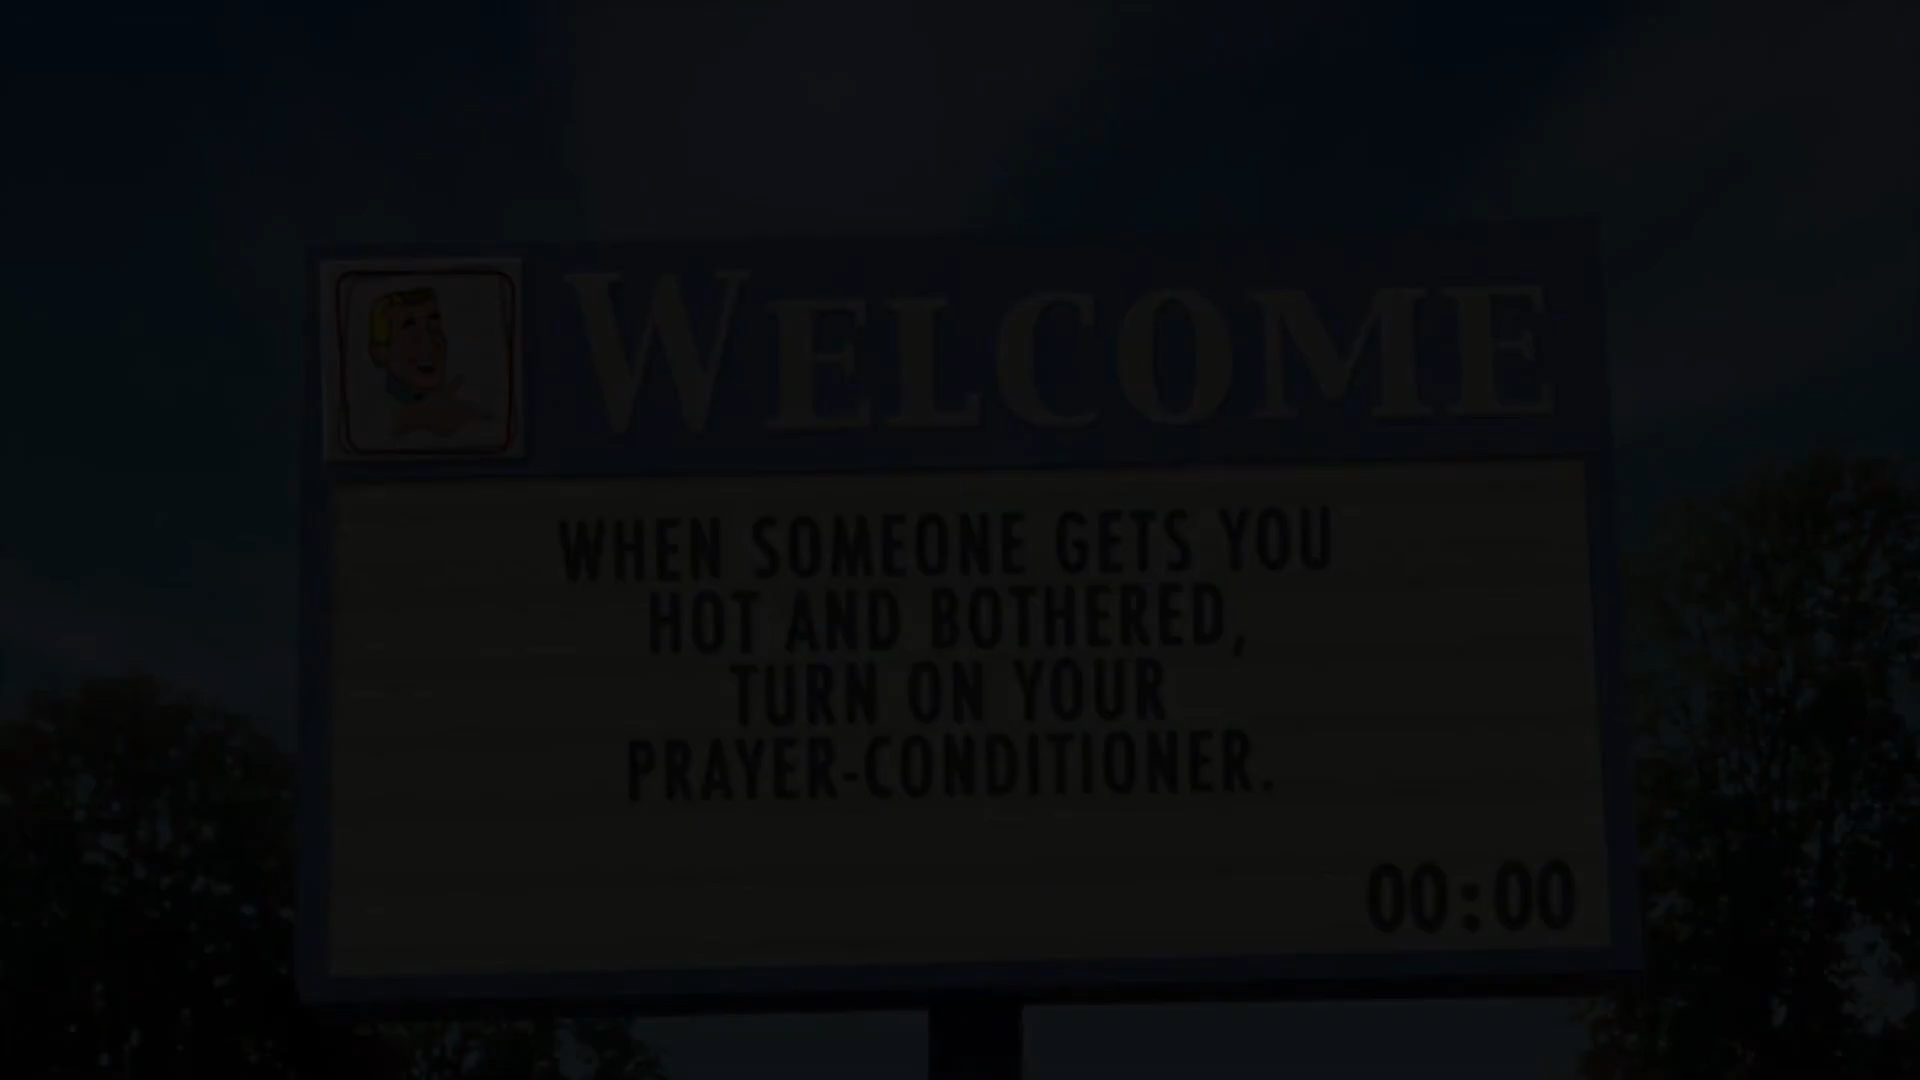 WELCOME
WHEN SOMEONE GETS YOU
HOT AND BOTHERED,
TURN ON YOUR
PRAYER-CONDITIONER.
00:00